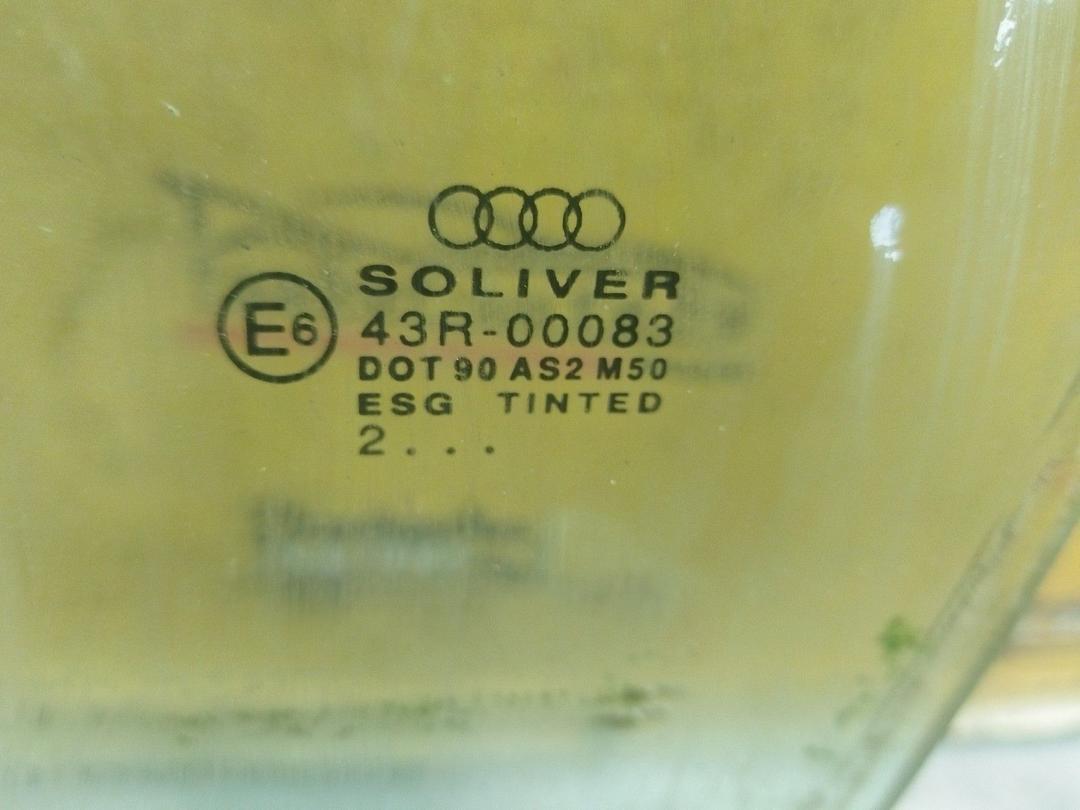 SOLIVER
E6 43R-00083
DOT 90 AS2 M50
ESG TINTED
2 . . .